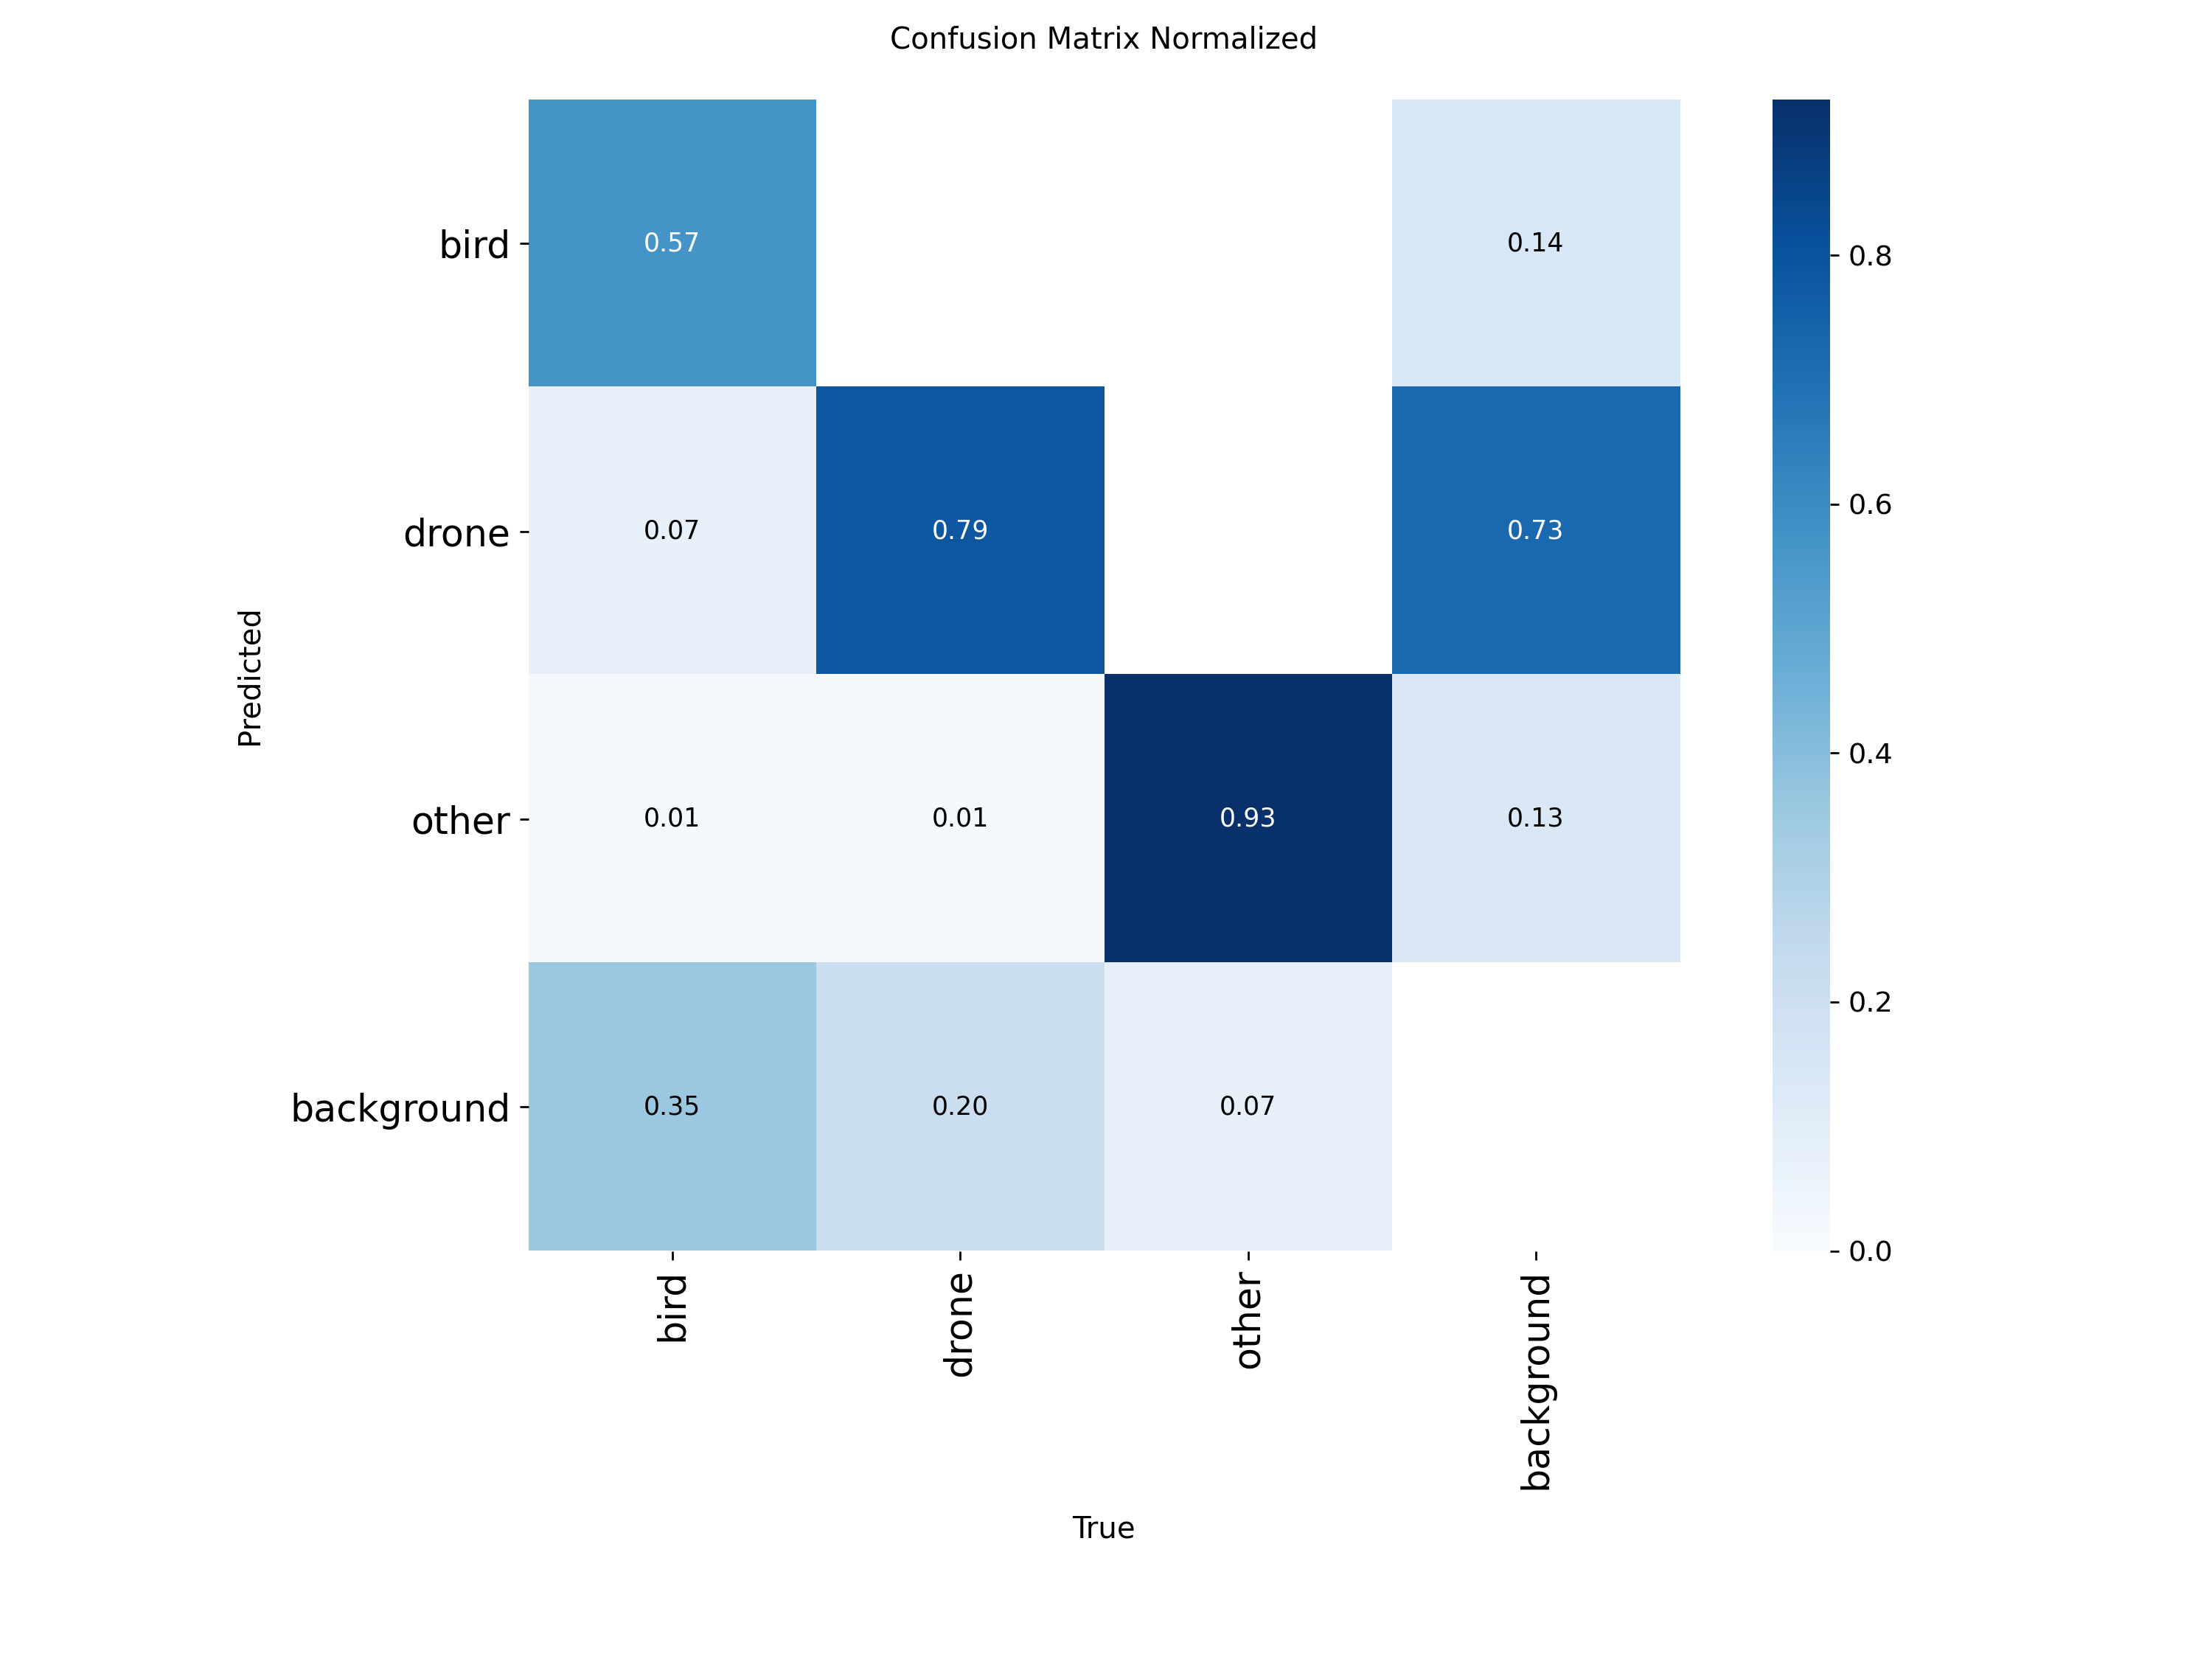 Confusion Matrix Normalized
bird
0.57
0.14
0.8
drone
0.07
0.79
0.73
0.6
Predicted
other
0.01
0.01
0.93
0.13
0.4
background
0.35
0.20
0.07
0.2
0.0
bird
drone
other
background
True